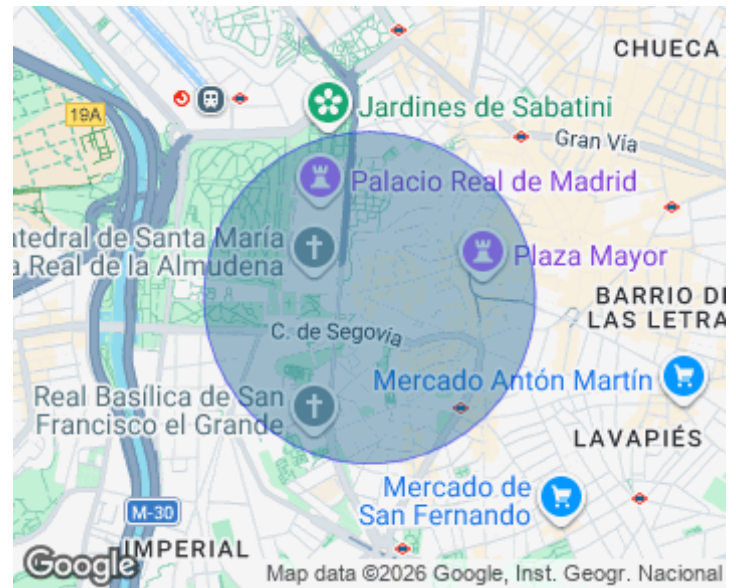 CHUECA
Jardines de Sabatini
19A
Gran Vía
Palacio Real de Madrid
atedral de Santa María
a Real de la Almudena
Plaza Mayor
BARRIO DE
LAS LETRA
C. de Segovia
Mercado Antón Martín
Real Basílica de San
Francisco el Grande
LAVAPIÉS
Mercado de
San Fernando
M-30
IMPERIAL
Google
Map data ©2026 Google, Inst. Geogr. Nacional